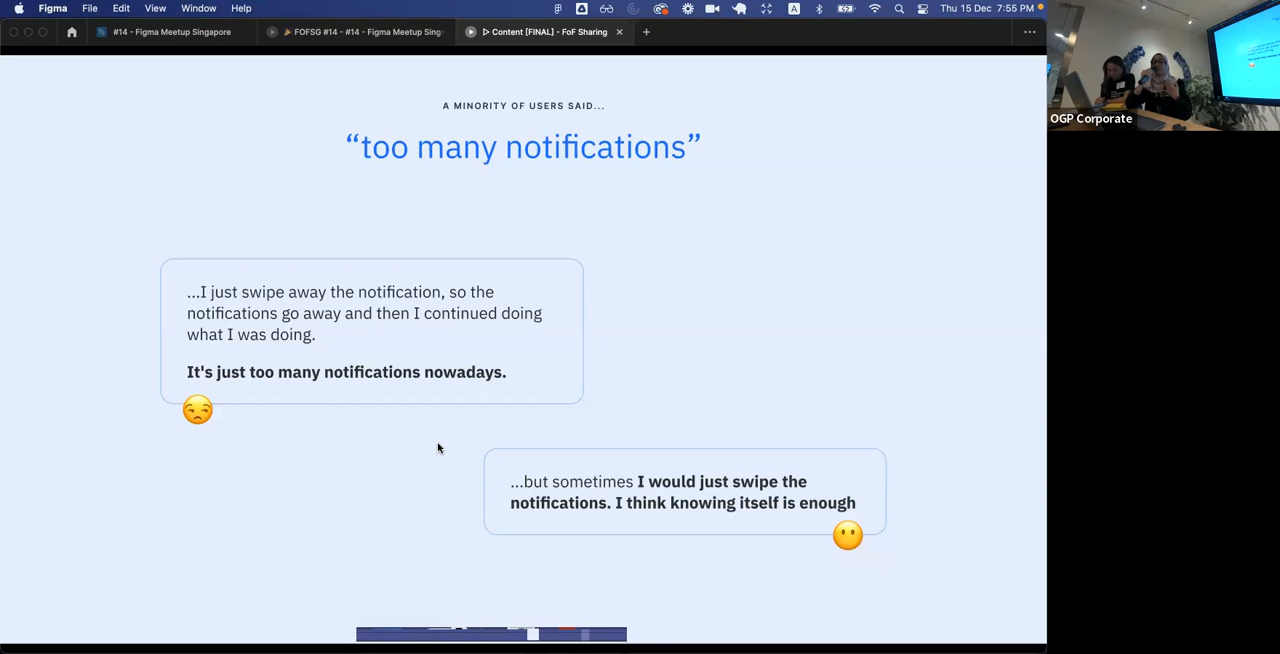 Figma File Edit View Window Help
A
Thu 15 Dec 7:55 PM
#14 - Figma Meetup Singapore
FOFSG #14 - #14 - Figma Meetup Sing
Content [FINAL] - FoF Sharing
OGP Corporate
A MINORITY OF USERS SAID...
“too many notifications”
...I just swipe away the notification, so the
notifications go away and then I continued doing
what I was doing.
It's just too many notifications nowadays.
...but sometimes I would just swipe the
notifications. I think knowing itself is enough